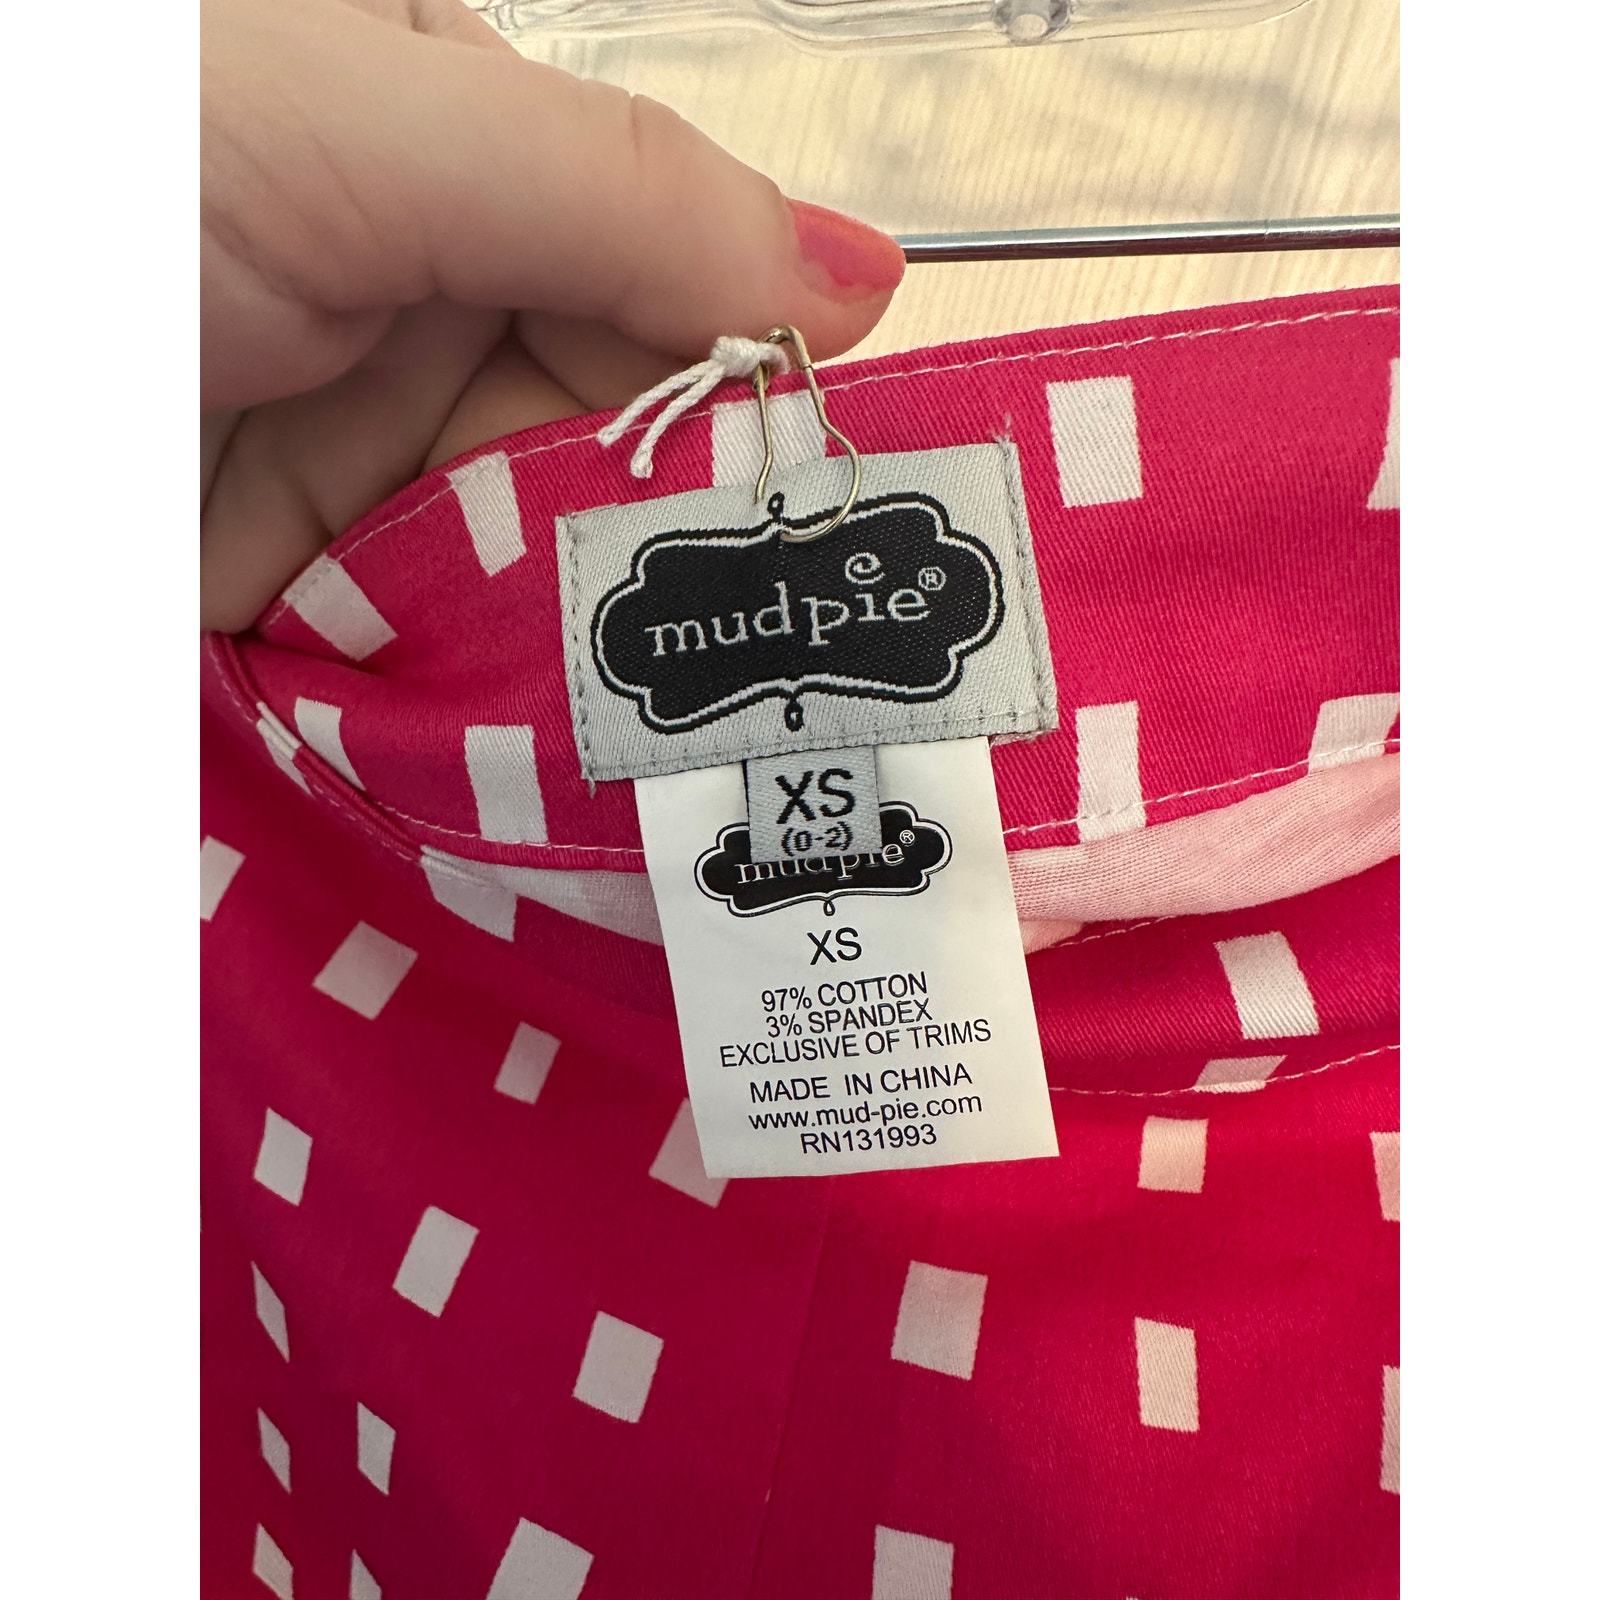 mud pie®
XS
(0-2)
mud pie®
XS
97% COTTON
3% SPANDEX
EXCLUSIVE OF TRIMS
MADE IN CHINA
www.mud-pie.com
RN131993